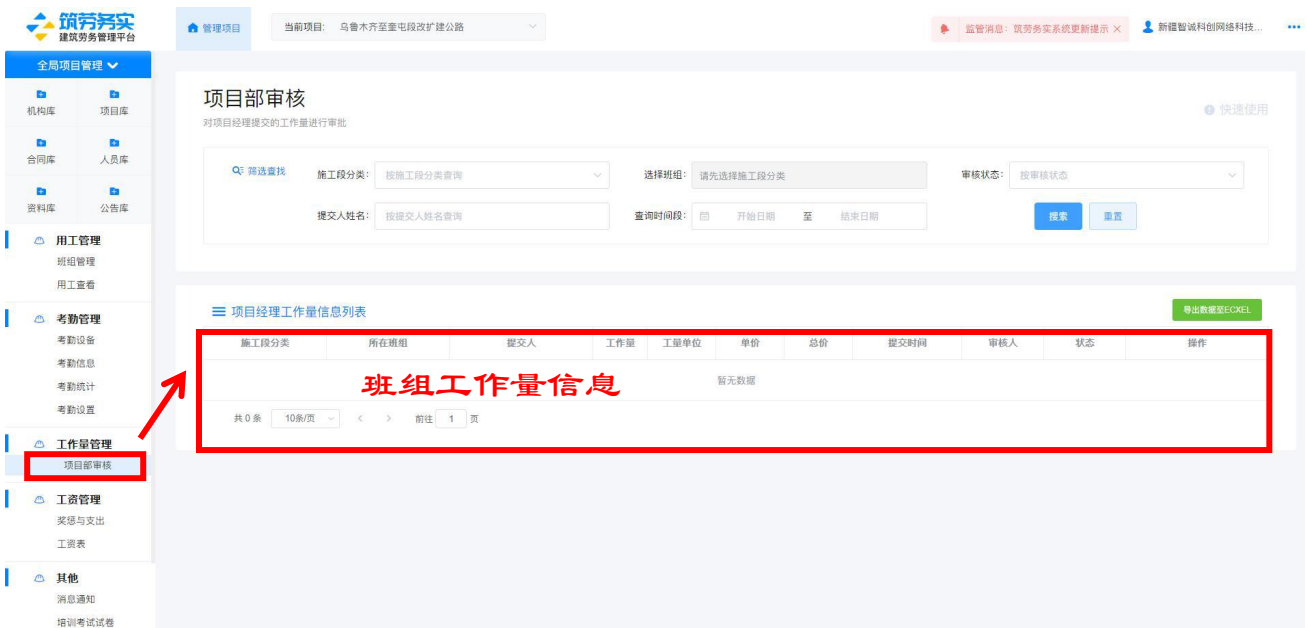 筑劳务实
建筑劳务管理平台
管理项目
当前项目: 乌鲁木齐至奎屯段改扩建公路
监管消息: 筑劳务实系统更新提示 ×
新疆智诚科创网络科技...
全局项目管理
机构库 项目库
合同库 人员库
资料库 公告库
用工管理
班组管理
用工查看
考勤管理
考勤设备
考勤信息
考勤统计
考勤设置
工作量管理
项目部审核
工资管理
奖惩与支出
工资表
其他
消息通知
培训考试试卷
项目部审核
对项目经理提交的工作量进行审批
快速使用
筛选查找
施工段分类: 按施工段分类查询
选择班组: 请先选择施工段分类
审核状态: 按审核状态
提交人姓名: 按提交人姓名查询
查询时间段: 开始日期 至 结束日期
搜索 重置
项目经理工作量信息列表
导出数据至ECXEL
施工段分类 所在班组 提交人 工作量 工量单位 单价 总价 提交时间 审核人 状态 操作
班组工作量信息
暂无数据
共 0 条 10条/页 < > 前往 1 页